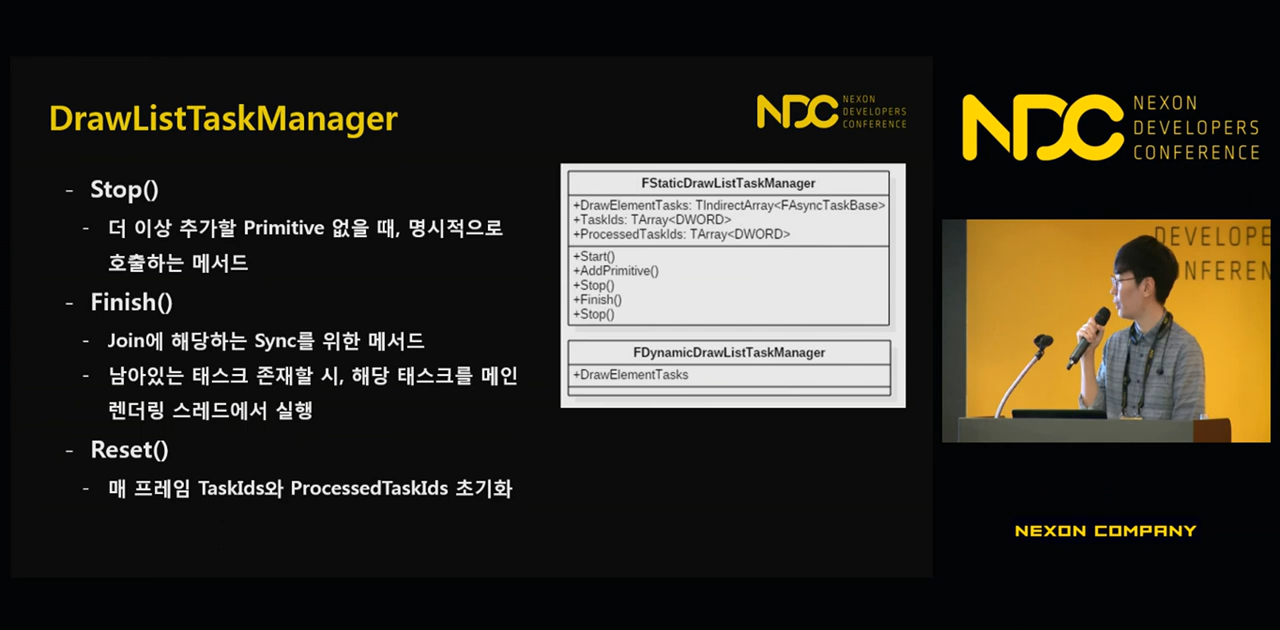 DrawListTaskManager
NDC
NEXON
DEVELOPERS
CONFERENCE
- Stop()
- 더 이상 추가할 Primitive 없을 때, 명시적으로
호출하는 메서드
- Finish()
- Join에 해당하는 Sync를 위한 메서드
- 남아있는 태스크 존재할 시, 해당 태스크를 메인
렌더링 스레드에서 실행
- Reset()
- 매 프레임 TaskIds와 ProcessedTaskIds 초기화
FStaticDrawListTaskManager
+DrawElementTasks: TIndirectArray<FAsyncTaskBase>
+TaskIds: TArray<DWORD>
+ProcessedTaskIds: TArray<DWORD>
+Start()
+AddPrimitive()
+Stop()
+Finish()
+Stop()
FDynamicDrawListTaskManager
+DrawElementTasks
NDC
NEXON
DEVELOPERS
CONFERENCE
DEVELOPE
NFEREN
NEXON COMPANY